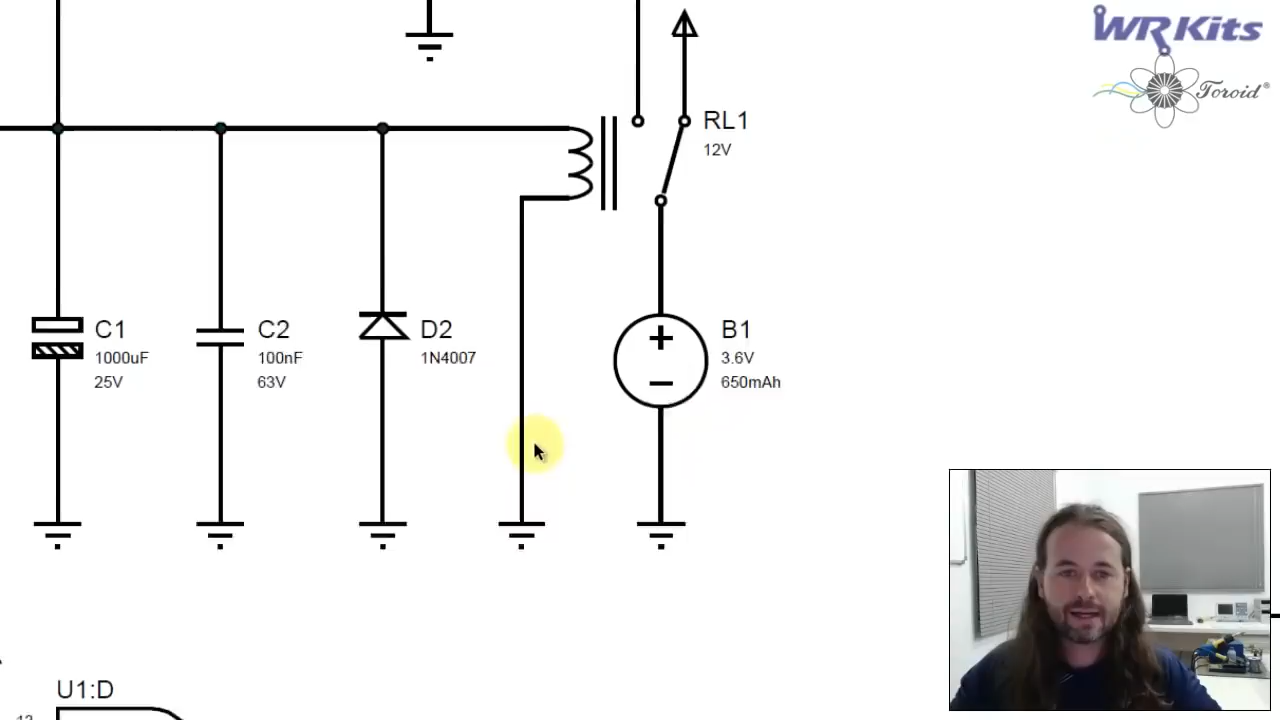 WR Kits
Toroid®
RL1
12V
C1
1000uF
25V
C2
100nF
63V
D2
1N4007
B1
3.6V
650mAh
U1:D